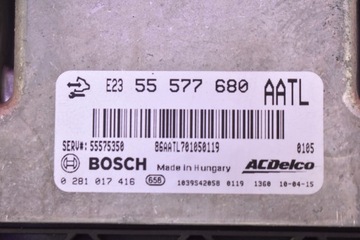 E23 55 577 680 AATL
SERV#: 55575350 86AATL701050119 0105
BOSCH Made in Hungary ACDelco
0 281 017 416 656 1039S42058 0119 1360 10-04-15